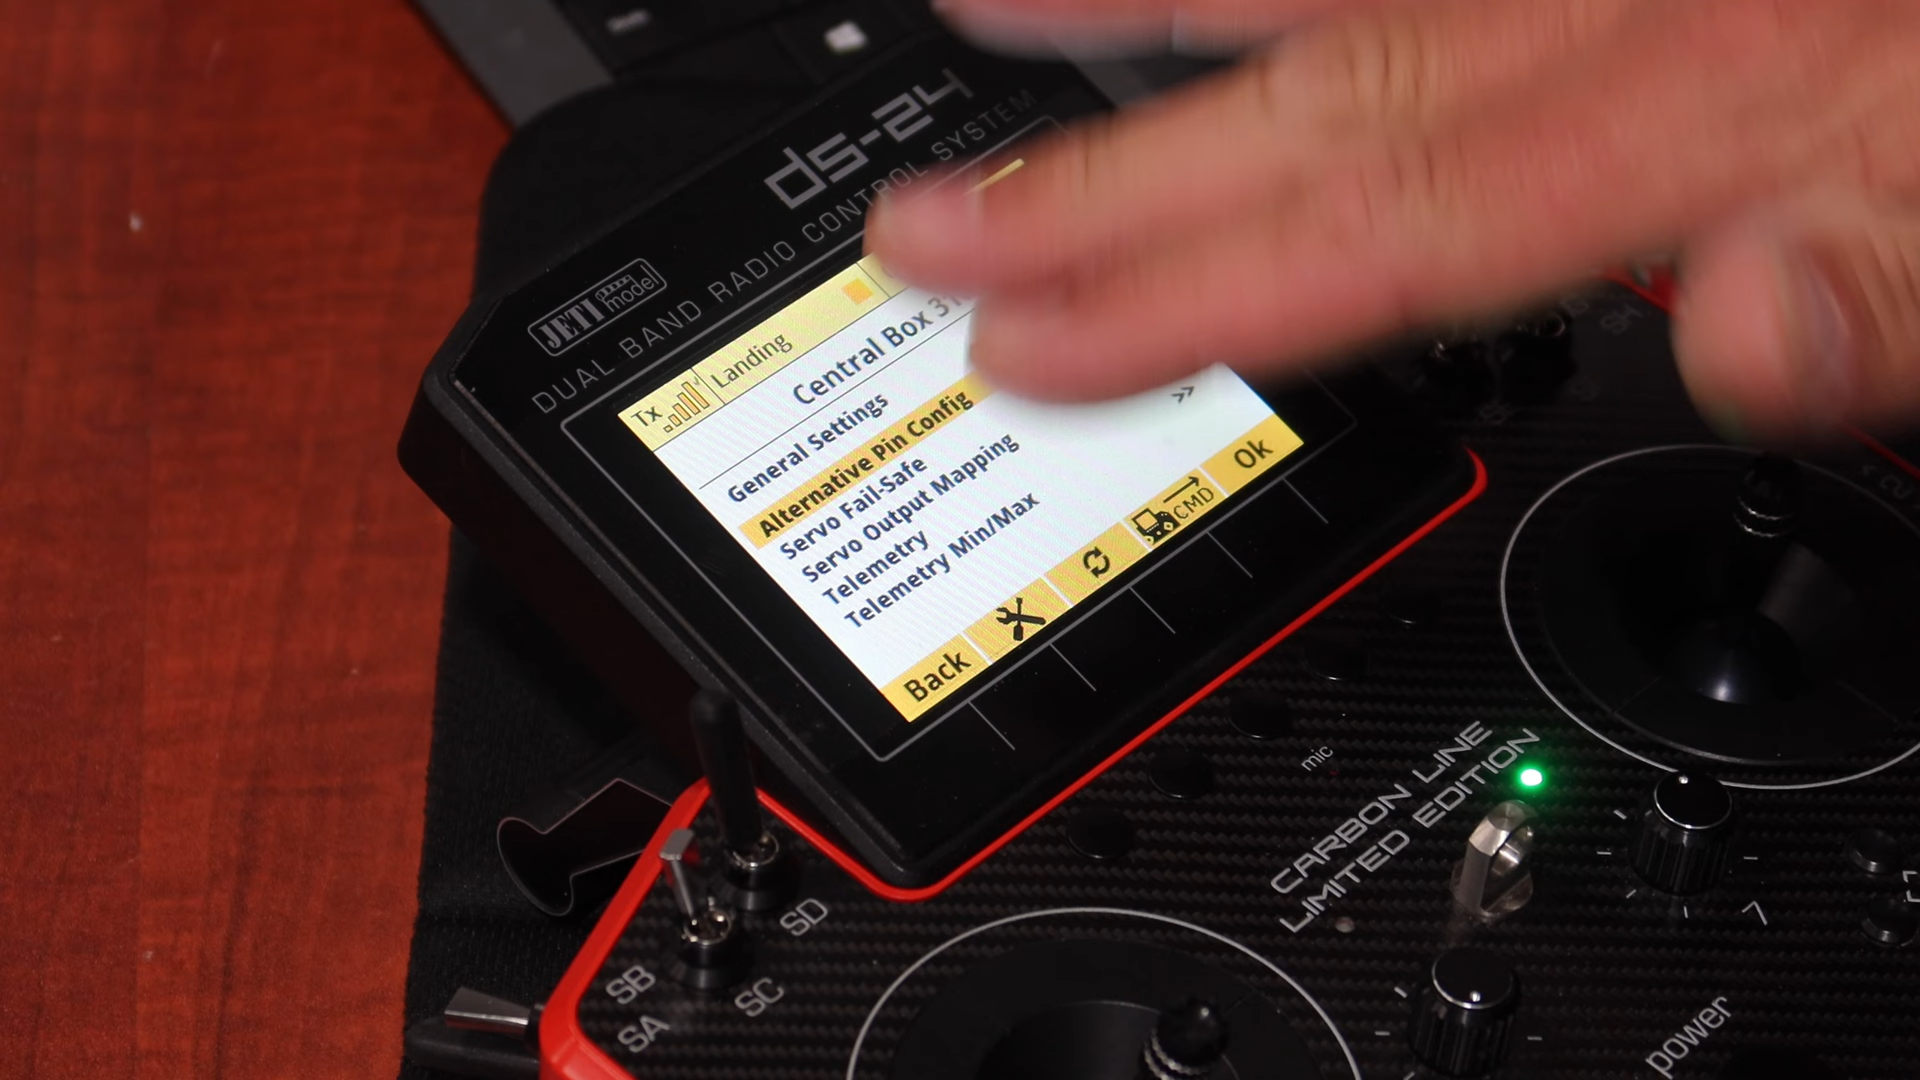 ds-24
DUAL BAND RADIO CONTROL SYSTEM
JETI model
Tx
Landing
Central Box
General Settings
Alternative Pin Config
Servo Fail-Safe
Servo Output Mapping
Telemetry
Telemetry Min/Max
>>
Back
CMD
Ok
mic
CARBON LINE
LIMITED EDITION
SD
SB
SC
SA
SH
power